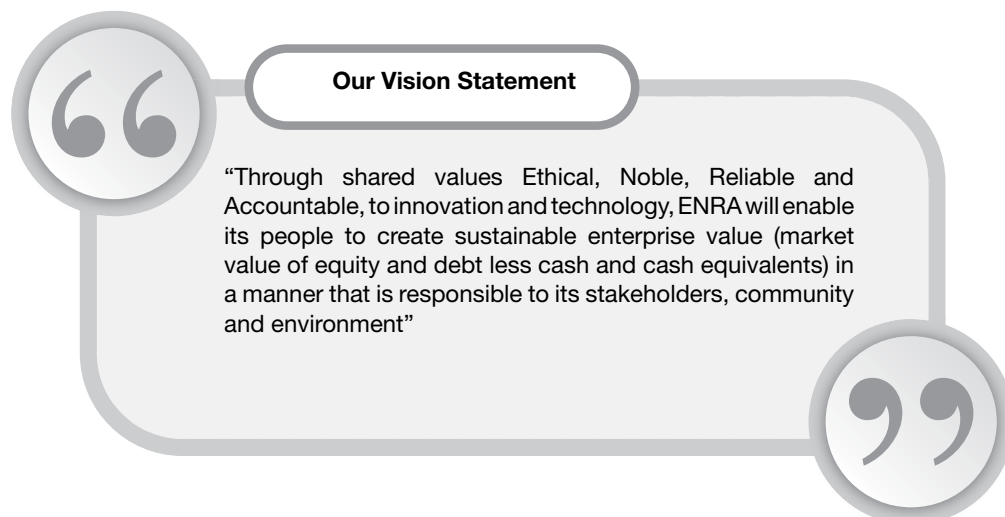 Our Vision Statement
“Through shared values Ethical, Noble, Reliable and
Accountable, to innovation and technology, ENRA will enable
its people to create sustainable enterprise value (market
value of equity and debt less cash and cash equivalents) in
a manner that is responsible to its stakeholders, community
and environment”